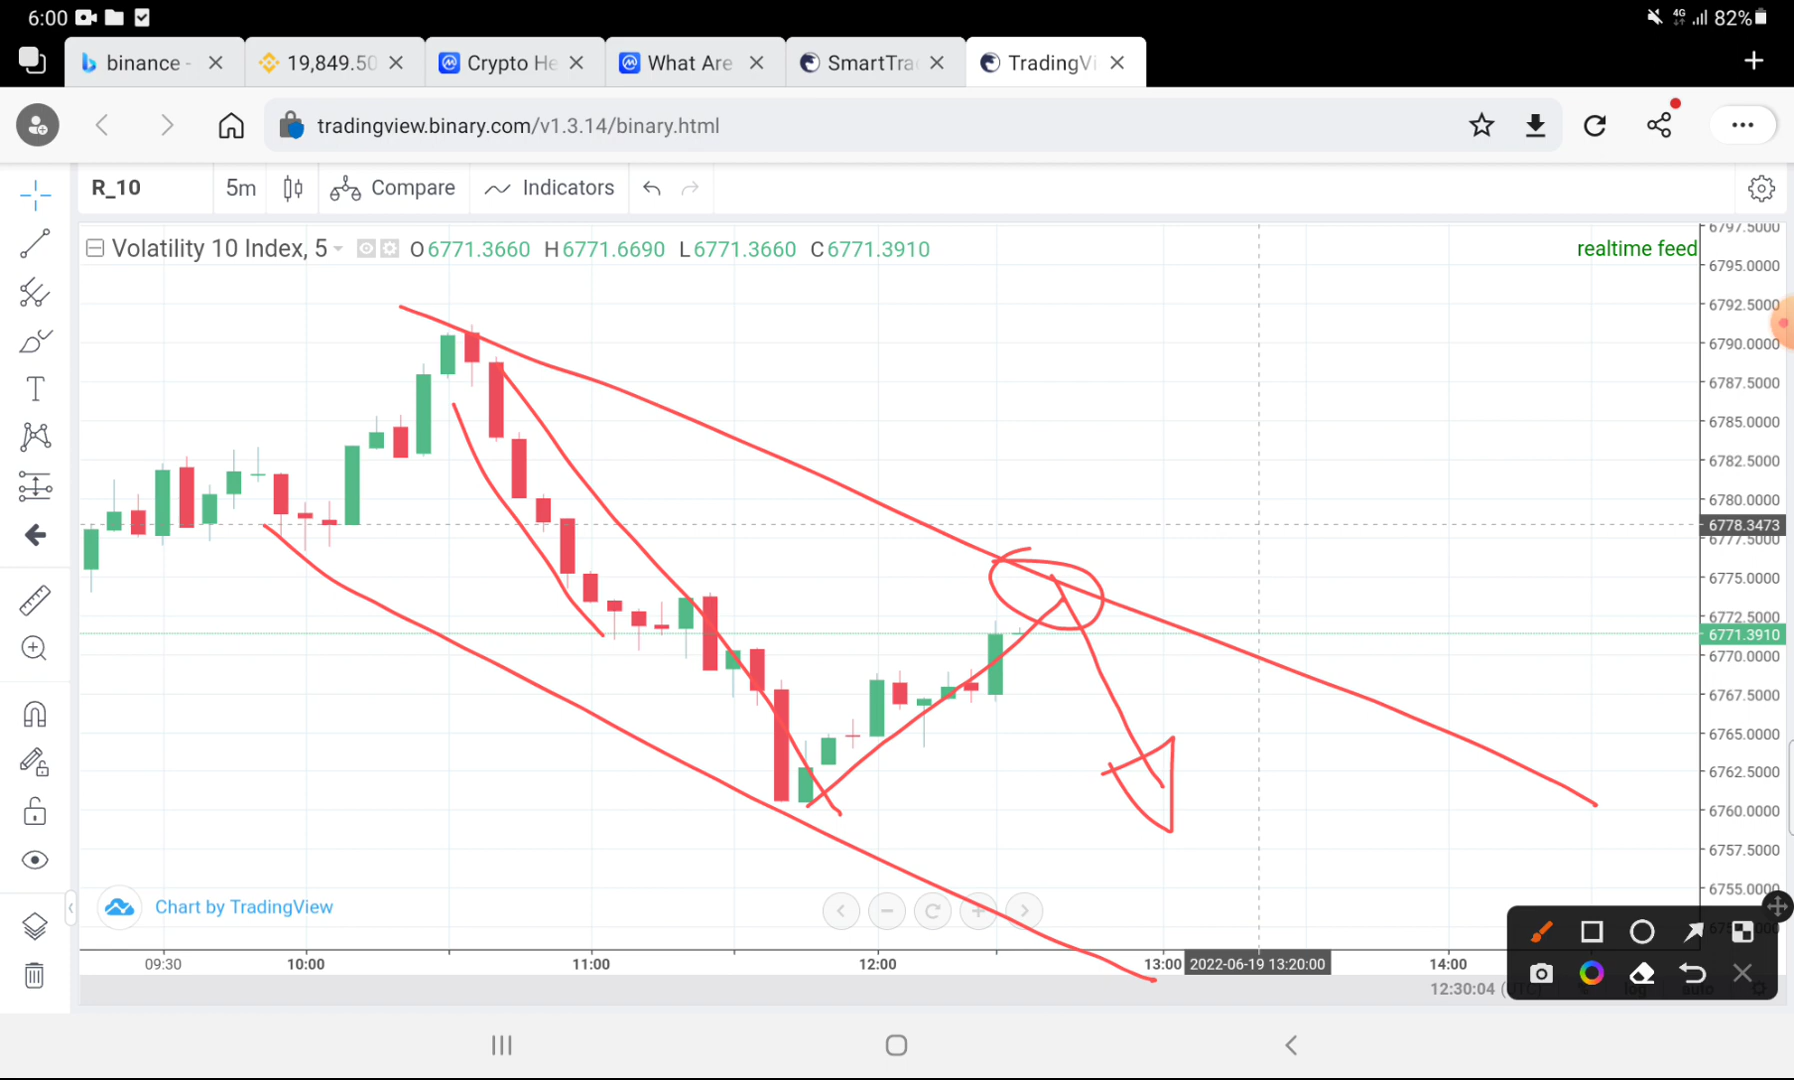 6:00
4G 82%
binance -
19,849.50
Crypto He
What Are
SmartTra
TradingVi
tradingview.binary.com/v1.3.14/binary.html
R_10
5m
Compare
Indicators
Volatility 10 Index, 5
O6771.3660 H6771.6690 L6771.3660 C6771.3910
realtime feed
6797.5000
6795.0000
6792.5000
6790.0000
6787.5000
6785.0000
6782.5000
6780.0000
6778.3473
6777.5000
6775.0000
6772.5000
6771.3910
6770.0000
6767.5000
6765.0000
6762.5000
6760.0000
6757.5000
6755.0000
Chart by TradingView
09:30
10:00
11:00
12:00
13:00
2022-06-19 13:20:00
14:00
12:30:04 (UTC)
log
auto